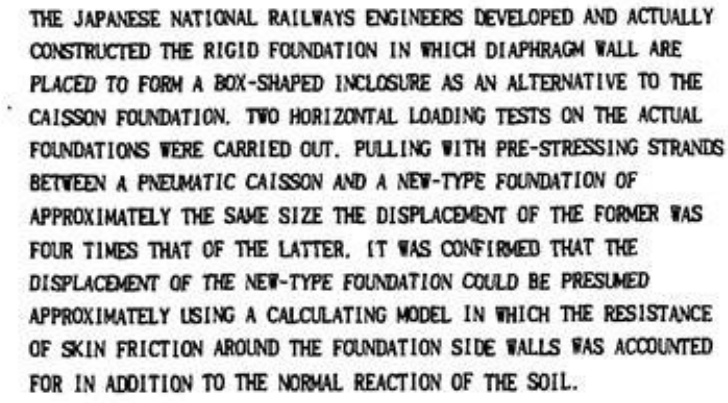 THE JAPANESE NATIONAL RAILWAYS ENGINEERS DEVELOPED AND ACTUALLY
CONSTRUCTED THE RIGID FOUNDATION IN WHICH DIAPHRAGM WALL ARE
PLACED TO FORM A BOX-SHAPED INCLOSURE AS AN ALTERNATIVE TO THE
CAISSON FOUNDATION. TWO HORIZONTAL LOADING TESTS ON THE ACTUAL
FOUNDATIONS WERE CARRIED OUT. PULLING WITH PRE-STRESSING STRANDS
BETWEEN A PNEUMATIC CAISSON AND A NEW-TYPE FOUNDATION OF
APPROXIMATELY THE SAME SIZE THE DISPLACEMENT OF THE FORMER WAS
FOUR TIMES THAT OF THE LATTER. IT WAS CONFIRMED THAT THE
DISPLACEMENT OF THE NEW-TYPE FOUNDATION COULD BE PRESUMED
APPROXIMATELY USING A CALCULATING MODEL IN WHICH THE RESISTANCE
OF SKIN FRICTION AROUND THE FOUNDATION SIDE WALLS WAS ACCOUNTED
FOR IN ADDITION TO THE NORMAL REACTION OF THE SOIL.